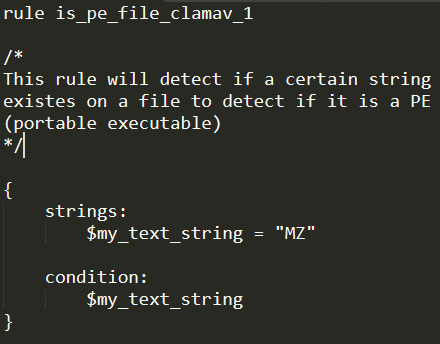 rule is_pe_file_clamav_1
/*
This rule will detect if a certain string
existes on a file to detect if it is a PE
(portable executable)
*/
{
strings:
$my_text_string = "MZ"
condition:
$my_text_string
}